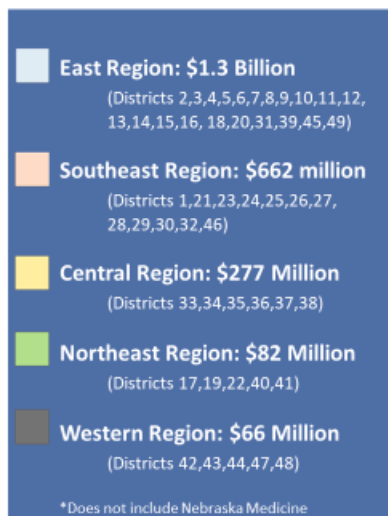 East Region: $1.3 Billion
(Districts 2,3,4,5,6,7,8,9,10,11,12,
13,14,15,16, 18,20,31,39,45,49)
Southeast Region: $662 million
(Districts 1,21,23,24,25,26,27,
28,29,30,32,46)
Central Region: $277 Million
(Districts 33,34,35,36,37,38)
Northeast Region: $82 Million
(Districts 17,19,22,40,41)
Western Region: $66 Million
(Districts 42,43,44,47,48)
*Does not include Nebraska Medicine